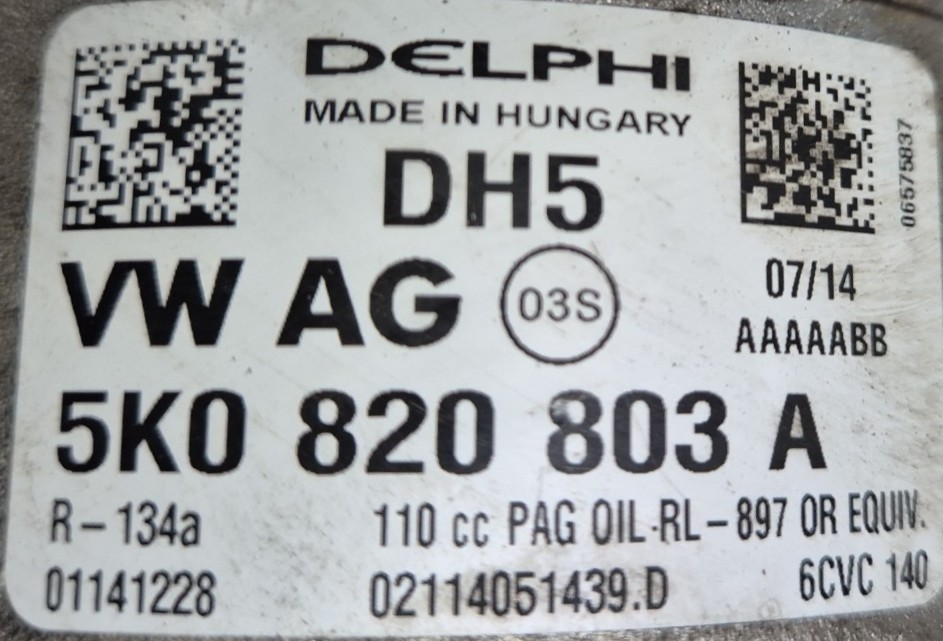 DELPHI
MADE IN HUNGARY
DH5
06575837
VW AG 03S
07/14
AAAAABB
5K0 820 803 A
R-134a 110 cc PAG OIL-RL-897 OR EQUIV.
01141228 02114051439.D 6CVC 140